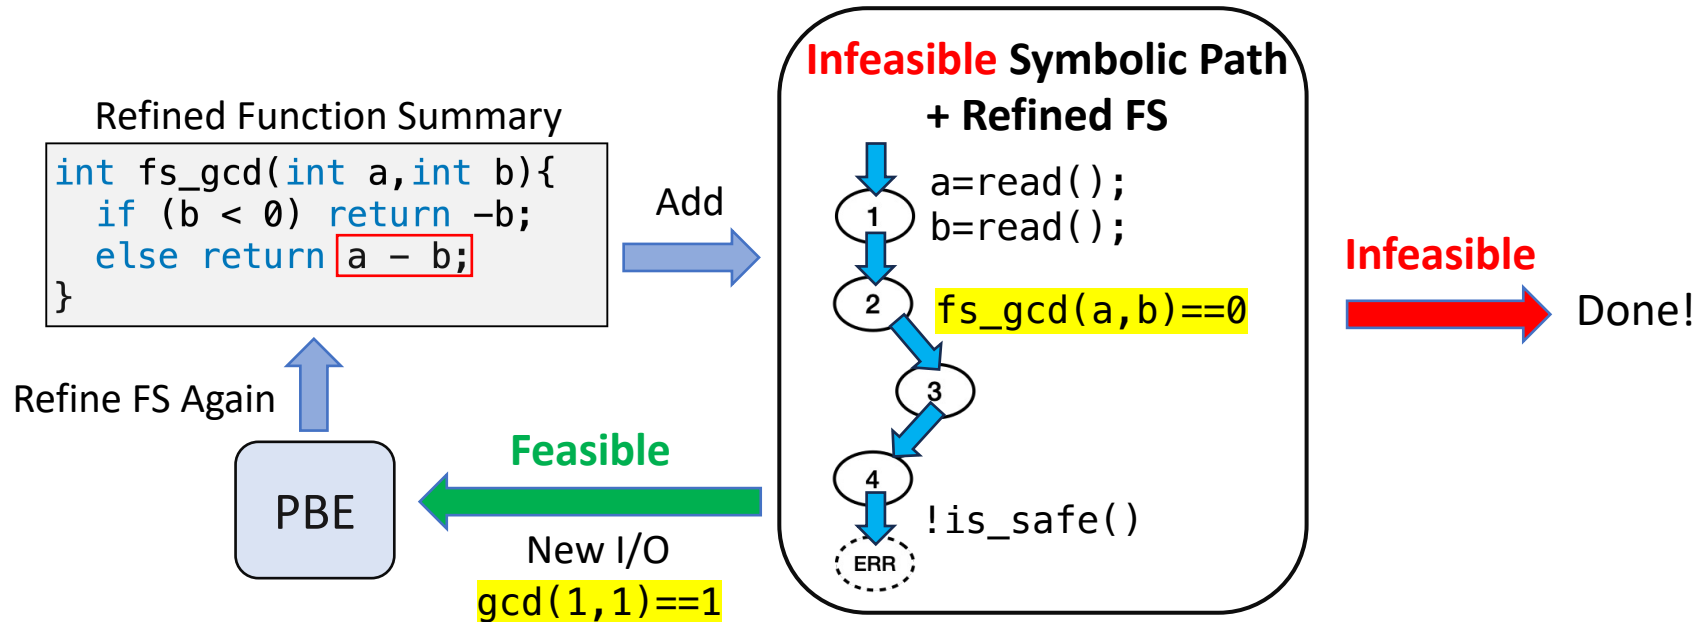 Refined Function Summary
int fs_gcd(int a,int b){
  if (b < 0) return −b;
  else return a − b;
}
Refine FS Again
PBE
Add
Feasible
New I/O
gcd(1,1)==1
Infeasible Symbolic Path
+ Refined FS
a=read();
1
b=read();
2
fs_gcd(a,b)==0
3
4
!is_safe()
ERR
Infeasible
Done!